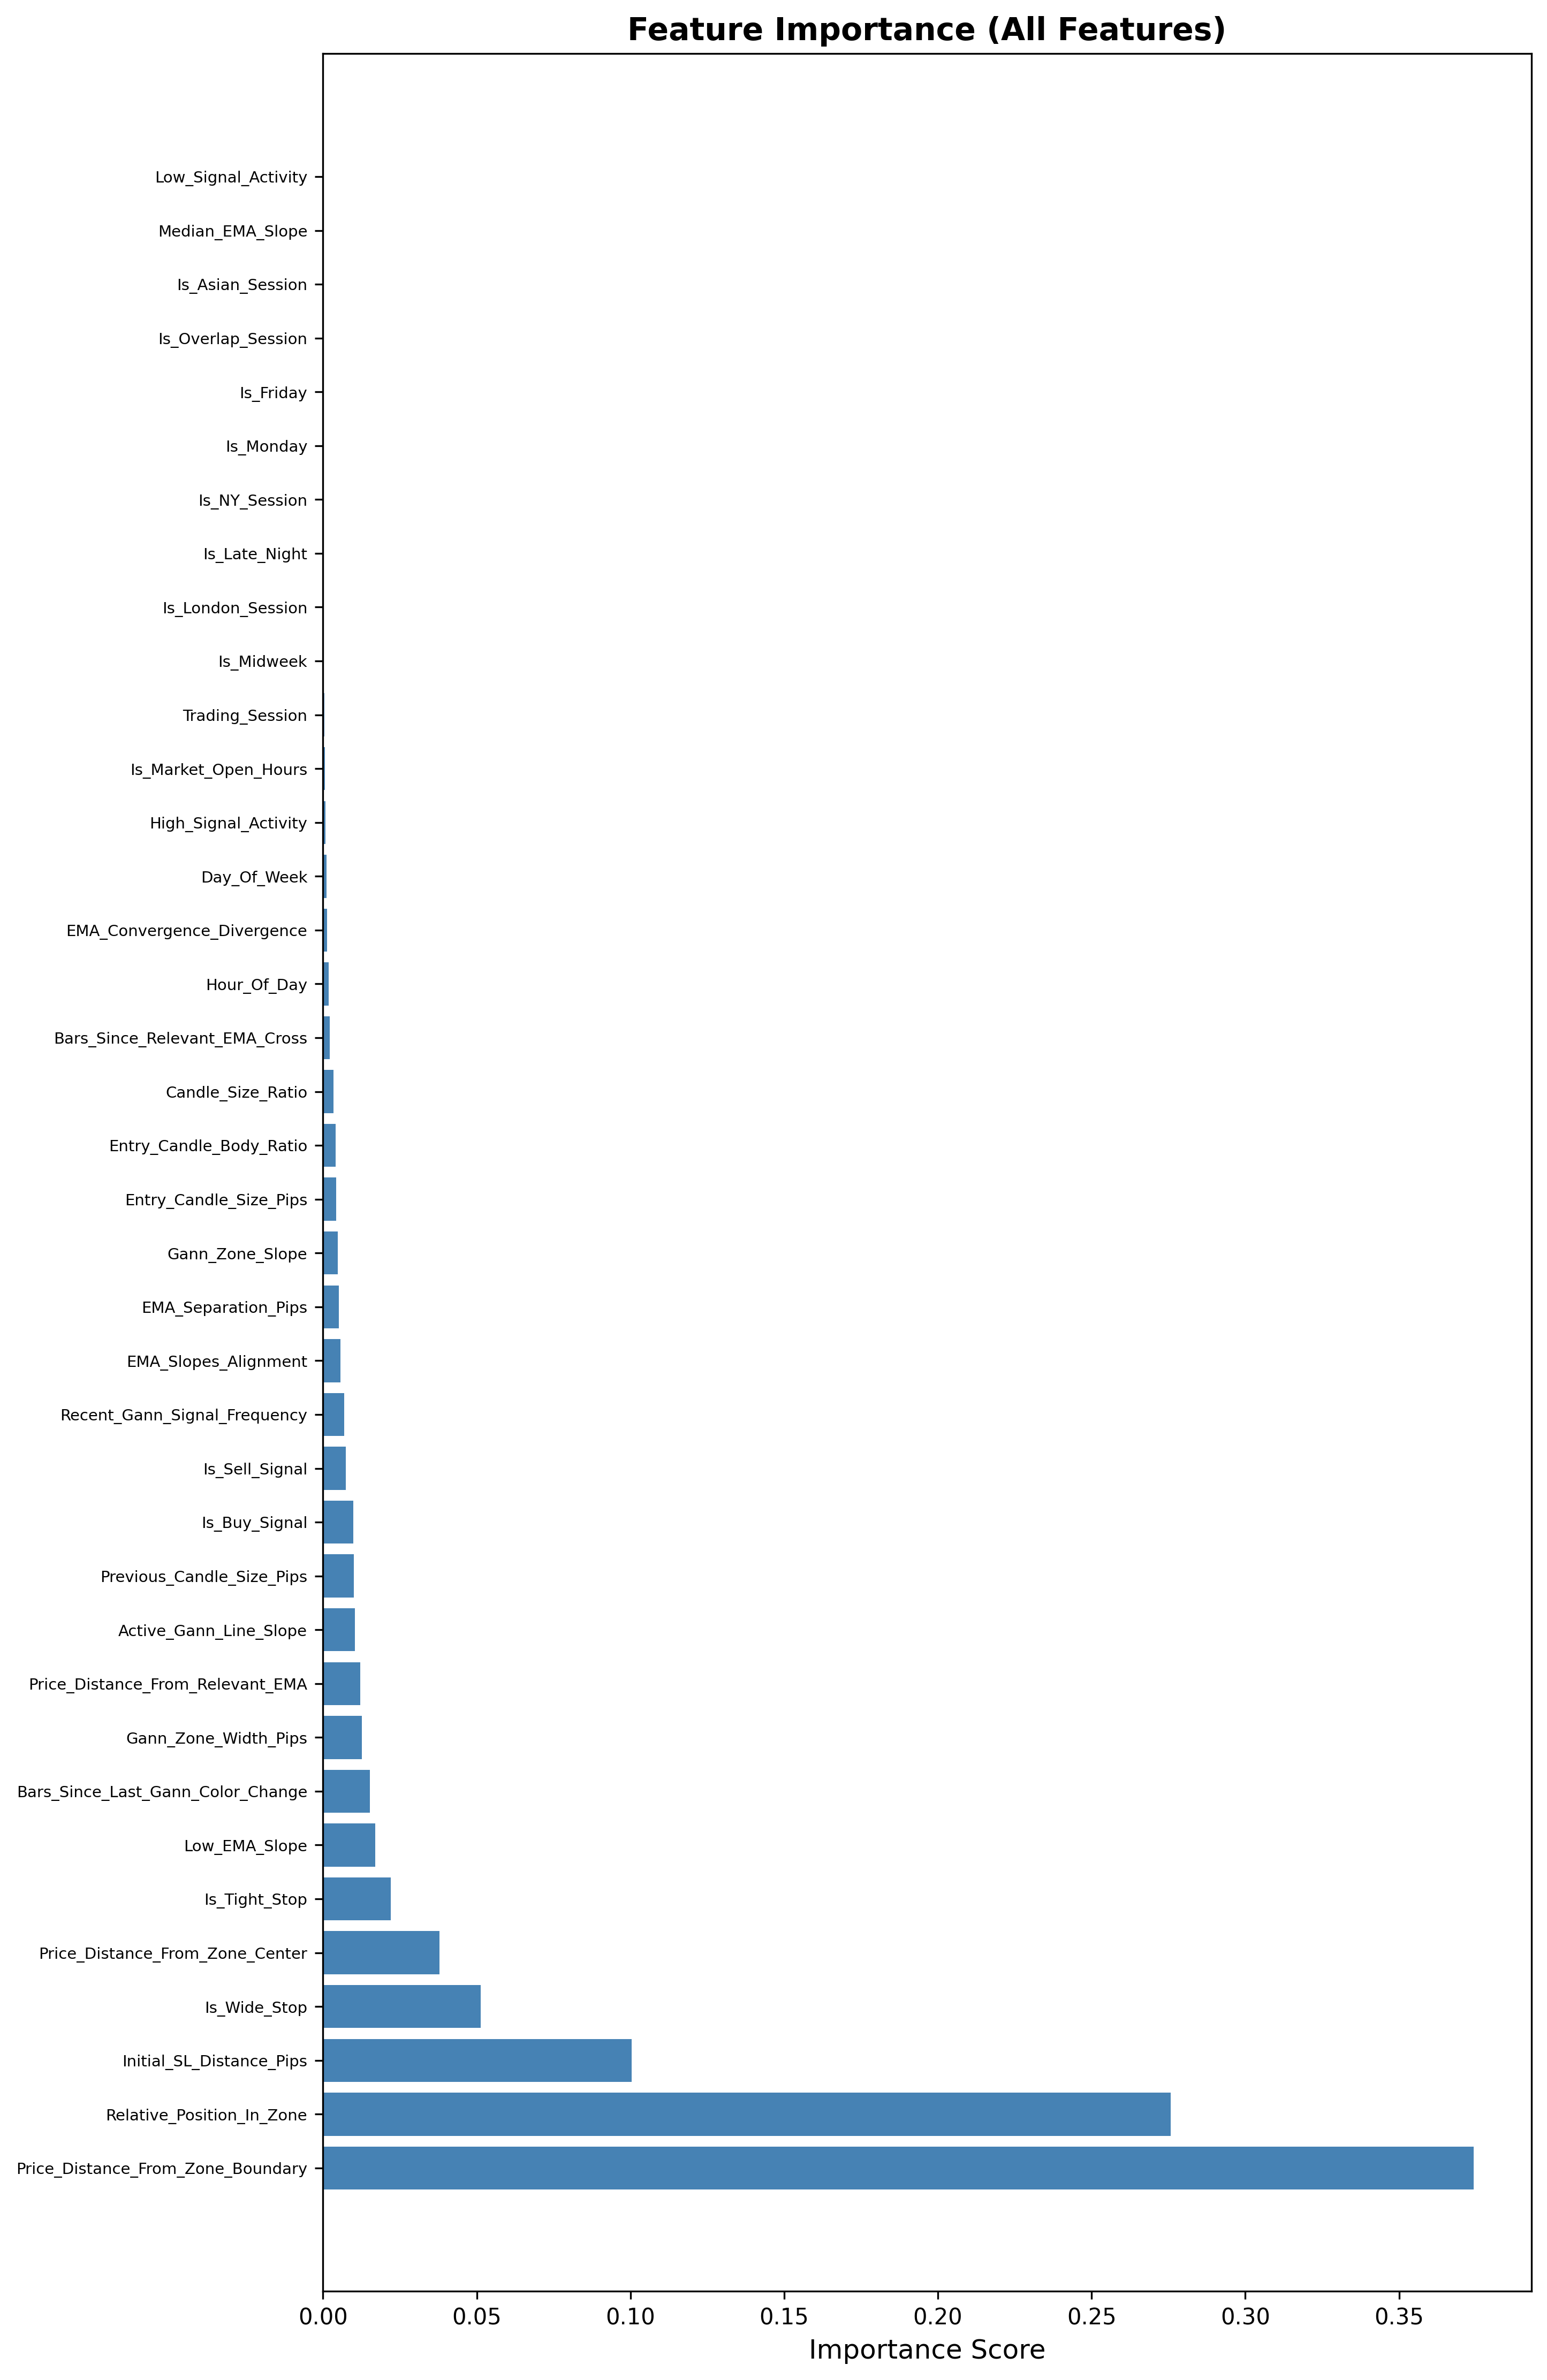 Feature Importance (All Features)
Low_Signal_Activity
Median_EMA_Slope
Is_Asian_Session
Is_Overlap_Session
Is_Friday
Is_Monday
Is_NY_Session
Is_Late_Night
Is_London_Session
Is_Midweek
Trading_Session
Is_Market_Open_Hours
High_Signal_Activity
Day_Of_Week
EMA_Convergence_Divergence
Hour_Of_Day
Bars_Since_Relevant_EMA_Cross
Candle_Size_Ratio
Entry_Candle_Body_Ratio
Entry_Candle_Size_Pips
Gann_Zone_Slope
EMA_Separation_Pips
EMA_Slopes_Alignment
Recent_Gann_Signal_Frequency
Is_Sell_Signal
Is_Buy_Signal
Previous_Candle_Size_Pips
Active_Gann_Line_Slope
Price_Distance_From_Relevant_EMA
Gann_Zone_Width_Pips
Bars_Since_Last_Gann_Color_Change
Low_EMA_Slope
Is_Tight_Stop
Price_Distance_From_Zone_Center
Is_Wide_Stop
Initial_SL_Distance_Pips
Relative_Position_In_Zone
Price_Distance_From_Zone_Boundary
0.00 0.05 0.10 0.15 0.20 0.25 0.30 0.35
Importance Score